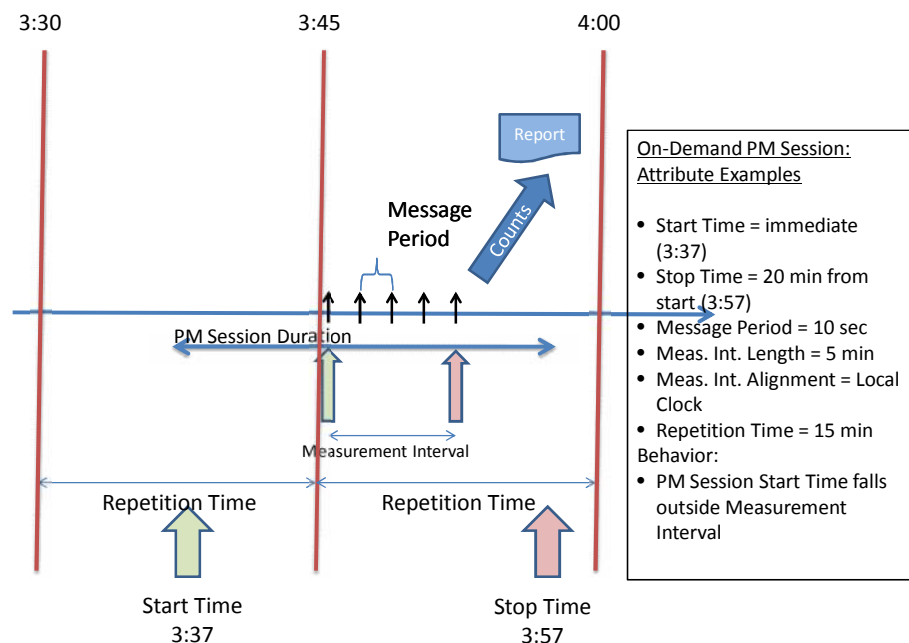 3:30
3:45
4:00
Report
Counts
Message
Period
PM Session Duration
Measurement Interval
Repetition Time
Repetition Time
Start Time
3:37
Stop Time
3:57
On-Demand PM Session:
Attribute Examples
• Start Time = immediate
(3:37)
• Stop Time = 20 min from
start (3:57)
• Message Period = 10 sec
• Meas. Int. Length = 5 min
• Meas. Int. Alignment = Local
Clock
• Repetition Time = 15 min
Behavior:
• PM Session Start Time falls
outside Measurement
Interval